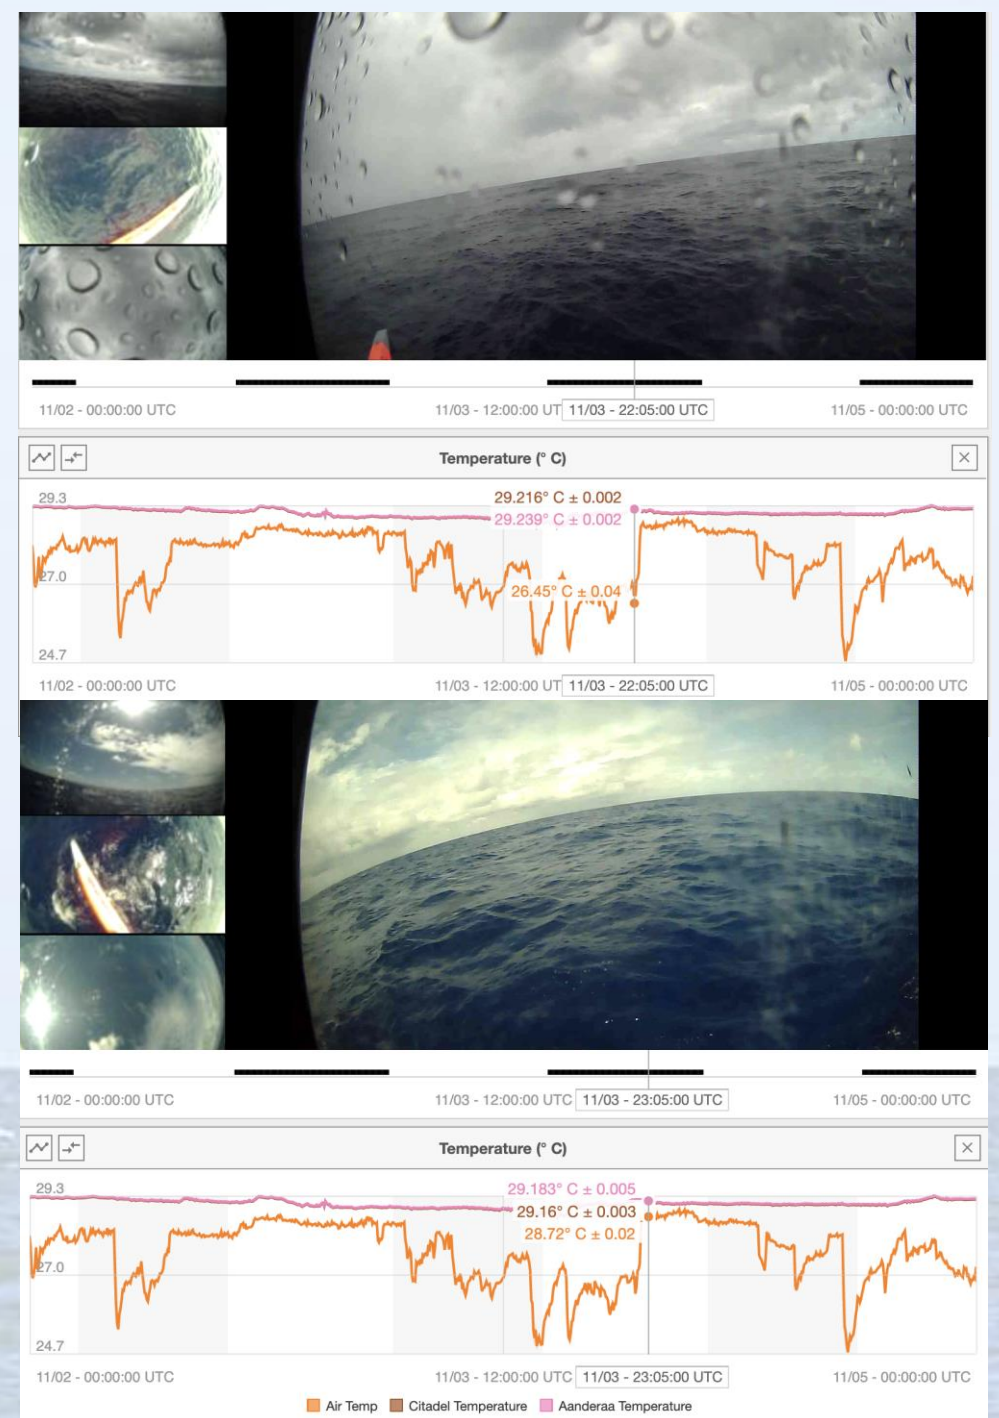 11/02 - 00:00:00 UTC 11/03 - 12:00:00 UT 11/03 - 22:05:00 UTC 11/05 - 00:00:00 UTC
Temperature (° C)
29.3
29.216° C ± 0.002
29.239° C ± 0.002
27.0
26.45° C ± 0.04
24.7
11/02 - 00:00:00 UTC 11/03 - 12:00:00 UT 11/03 - 22:05:00 UTC 11/05 - 00:00:00 UTC
11/02 - 00:00:00 UTC 11/03 - 12:00:00 UTC 11/03 - 23:05:00 UTC 11/05 - 00:00:00 UTC
Temperature (° C)
29.3
29.183° C ± 0.005
29.16° C ± 0.003
28.72° C ± 0.02
27.0
24.7
11/02 - 00:00:00 UTC 11/03 - 12:00:00 UTC 11/03 - 23:05:00 UTC 11/05 - 00:00:00 UTC
Air Temp Citadel Temperature Aanderaa Temperature